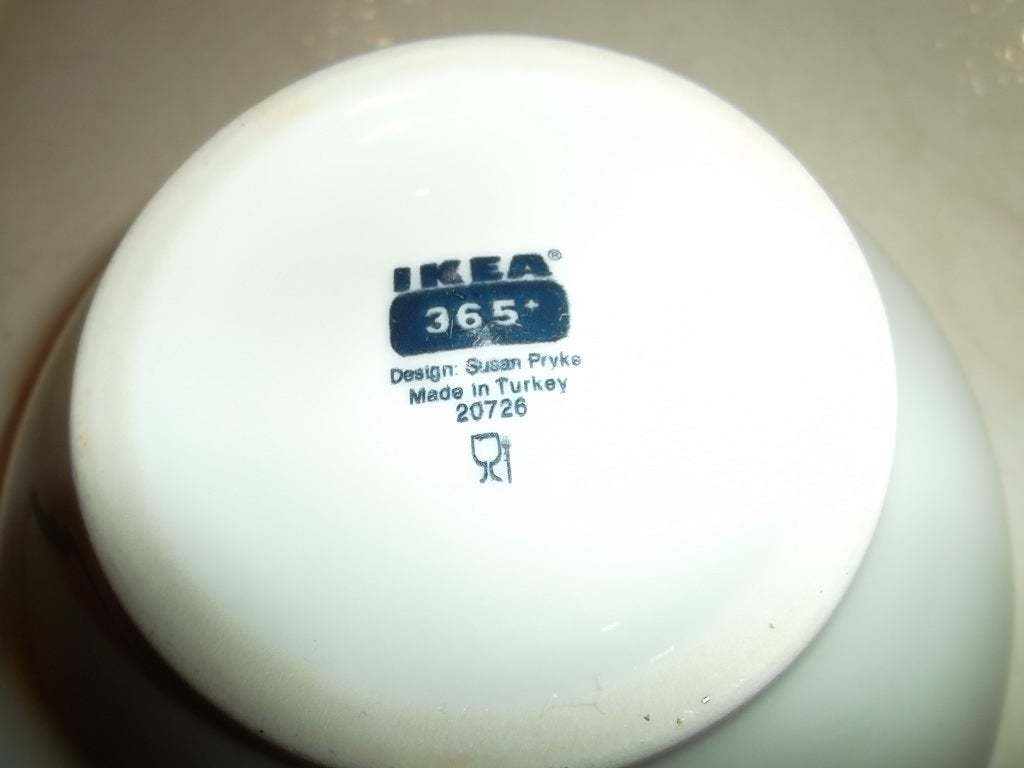 IKEA®
365+
Design: Susan Pryke
Made in Turkey
20726